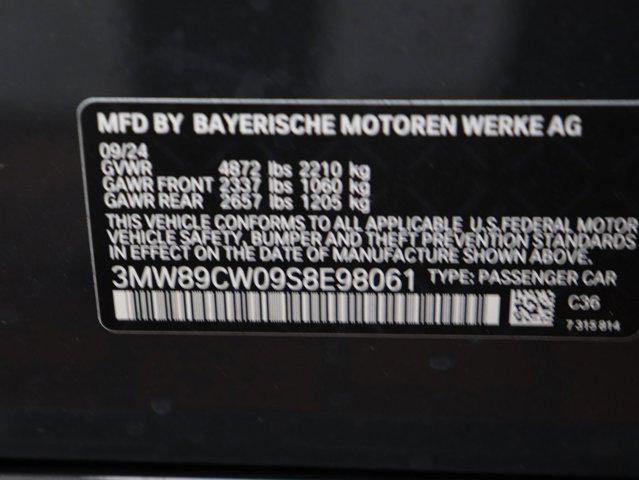 MFD BY BAYERISCHE MOTOREN WERKE AG
09/24
GVWR 4872 lbs 2210 kg
GAWR FRONT 2337 lbs 1060 kg
GAWR REAR 2657 lbs 1205 kg
THIS VEHICLE CONFORMS TO ALL APPLICABLE U.S.FEDERAL MOTOR
VEHICLE SAFETY, BUMPER AND THEFT PREVENTION STANDARDS
IN EFFECT ON THE DATE OF MANUFACTURE SHOWN ABOVE.
3MW89CW09S8E98061 TYPE: PASSENGER CAR
C36
7 315 814